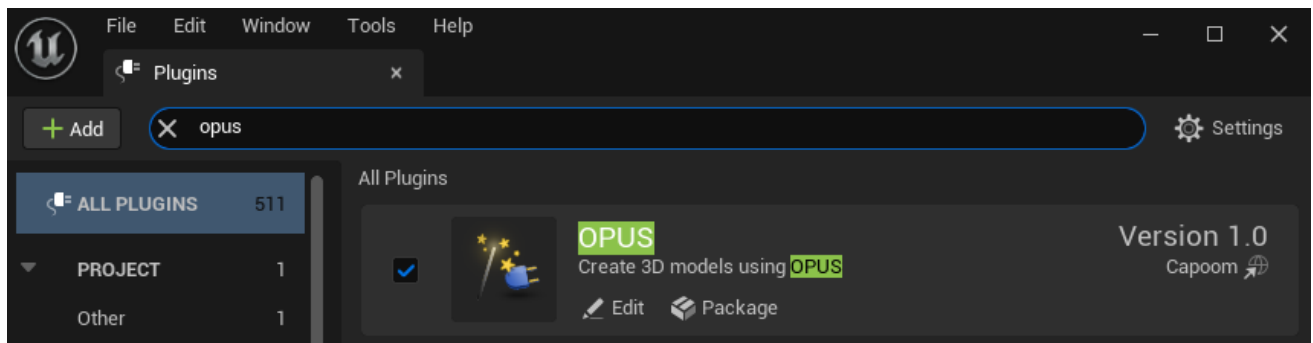 File Edit Window Tools Help
Plugins
Add opus Settings
All Plugins
ALL PLUGINS 511
OPUS Version 1.0
Create 3D models using OPUS Capoom
PROJECT 1
Edit Package
Other 1